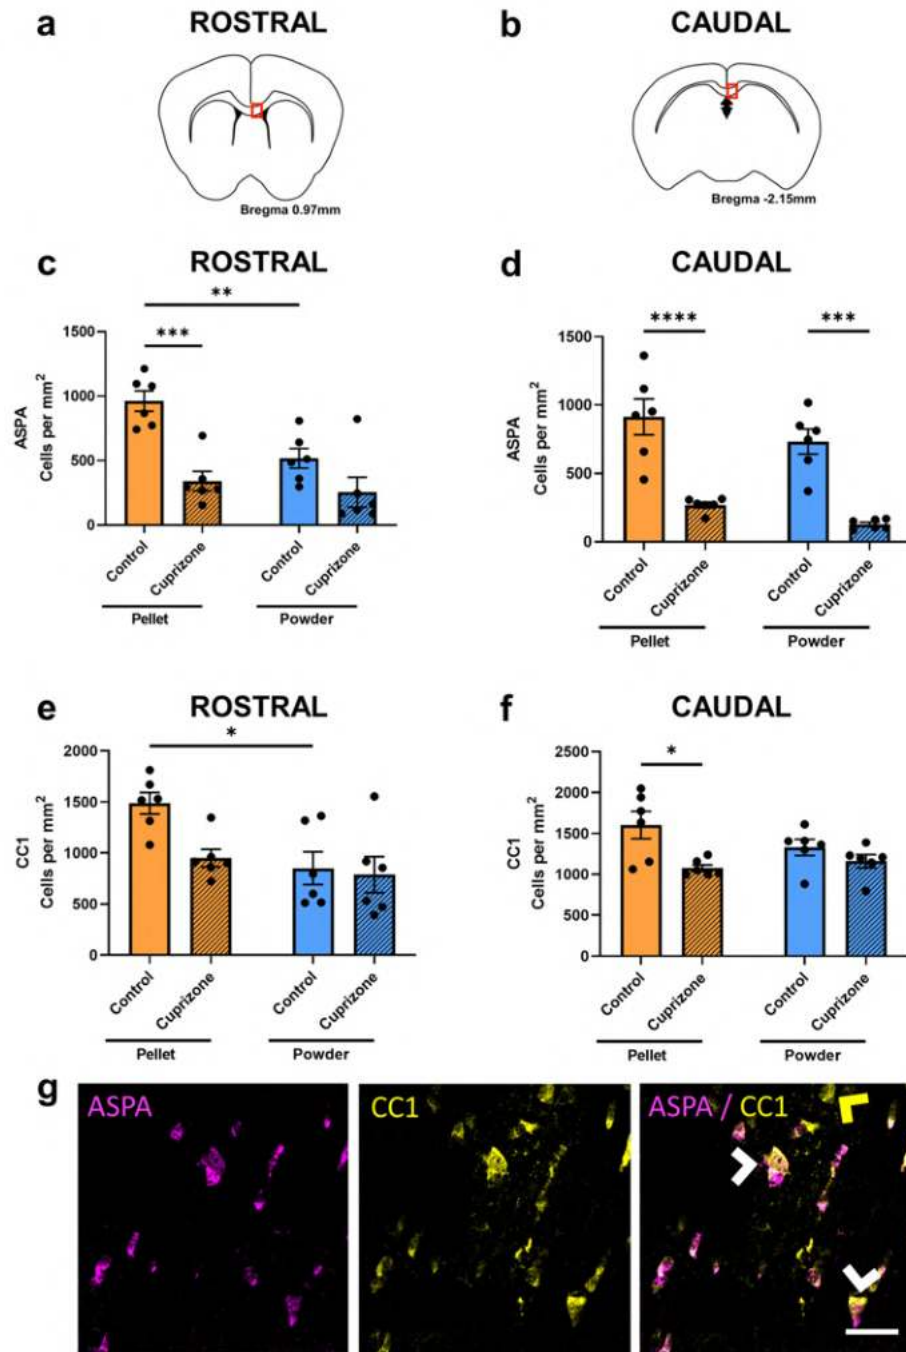 a ROSTRAL
b CAUDAL
Bregma 0.97mm
Bregma -2.15mm
c ROSTRAL
**
***
1500
1000
500
0
ASPA
Cells per mm²
Control
Cuprizone
Control
Cuprizone
Pellet
Powder
d CAUDAL
****
***
1500
1000
500
0
ASPA
Cells per mm²
Control
Cuprizone
Control
Cuprizone
Pellet
Powder
e ROSTRAL
*
2000
1500
1000
500
0
CC1
Cells per mm²
Control
Cuprizone
Control
Cuprizone
Pellet
Powder
f CAUDAL
*
2500
2000
1500
1000
500
0
CC1
Cells per mm²
Control
Cuprizone
Control
Cuprizone
Pellet
Powder
g
ASPA
CC1
ASPA / CC1